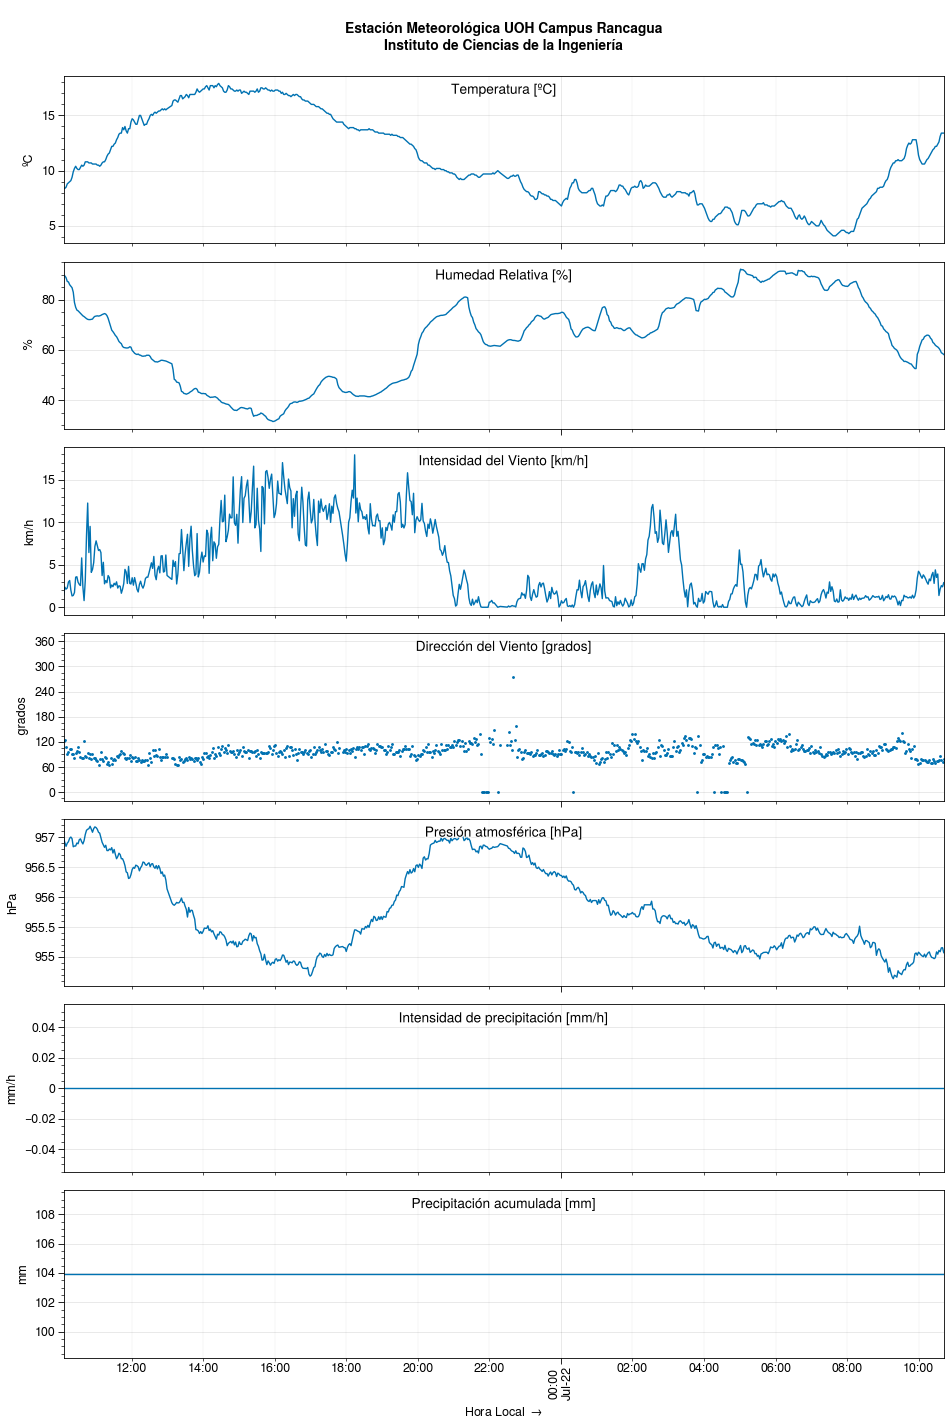 Estación Meteorológica UOH Campus Rancagua
Instituto de Ciencias de la Ingeniería
Temperatura [ºC]
ºC
15
10
5
Humedad Relativa [%]
%
80
60
40
Intensidad del Viento [km/h]
km/h
15
10
5
0
Dirección del Viento [grados]
grados
360
300
240
180
120
60
0
Presión atmosférica [hPa]
hPa
957
956.5
956
955.5
955
Intensidad de precipitación [mm/h]
mm/h
0.04
0.02
0
−0.02
−0.04
Precipitación acumulada [mm]
mm
108
106
104
102
100
12:00 14:00 16:00 18:00 20:00 22:00 00:00 02:00 04:00 06:00 08:00 10:00
Jul-22
Hora Local →